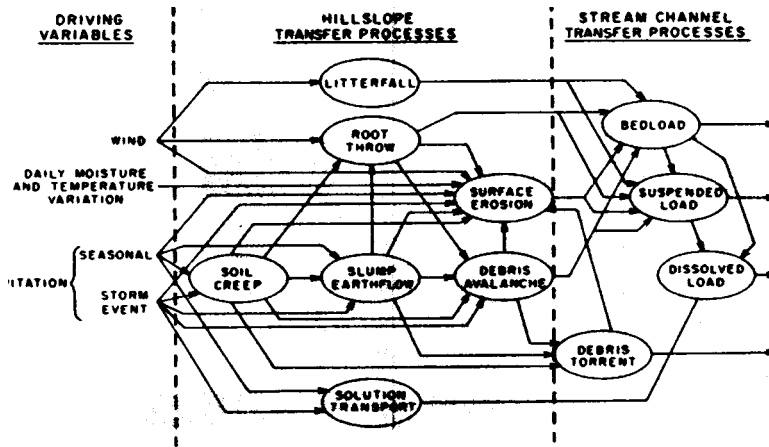 DRIVING
VARIABLES
HILLSLOPE
TRANSFER PROCESSES
STREAM CHANNEL
TRANSFER PROCESSES
LITTERFALL
WIND
ROOT
THROW
BEDLOAD
DAILY MOISTURE
AND TEMPERATURE
VARIATION
SURFACE
EROSION
SUSPENDED
LOAD
SEASONAL
ITATION
STORM
EVENT
SOIL
CREEP
SLUMP
EARTHFLOW
DEBRIS
AVALANCHE
DISSOLVED
LOAD
DEBRIS
TORRENT
SOLUTION
TRANSPORT